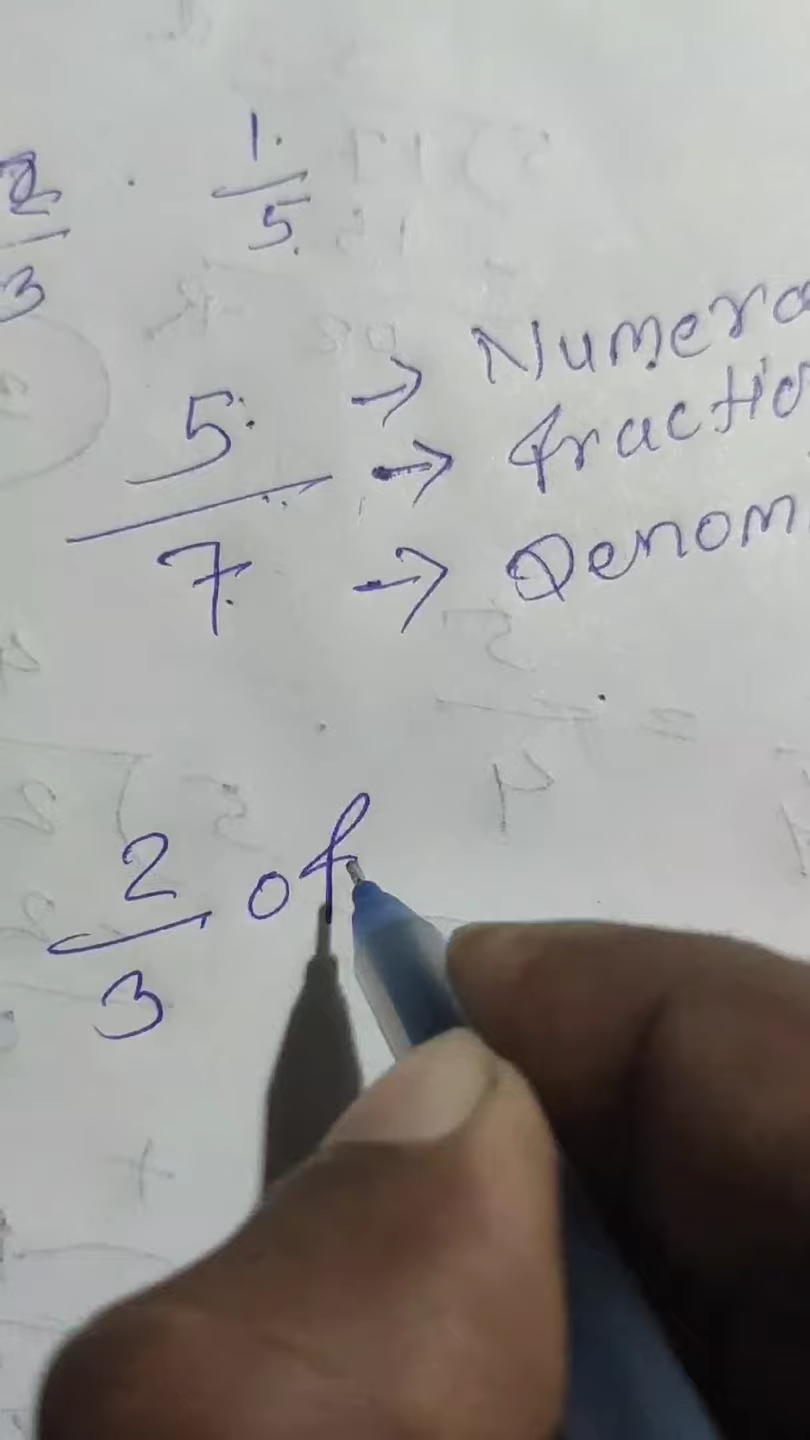 2/3 . 1/5
5/7 → Numera
→ fractio
→ Denom
2/3 of